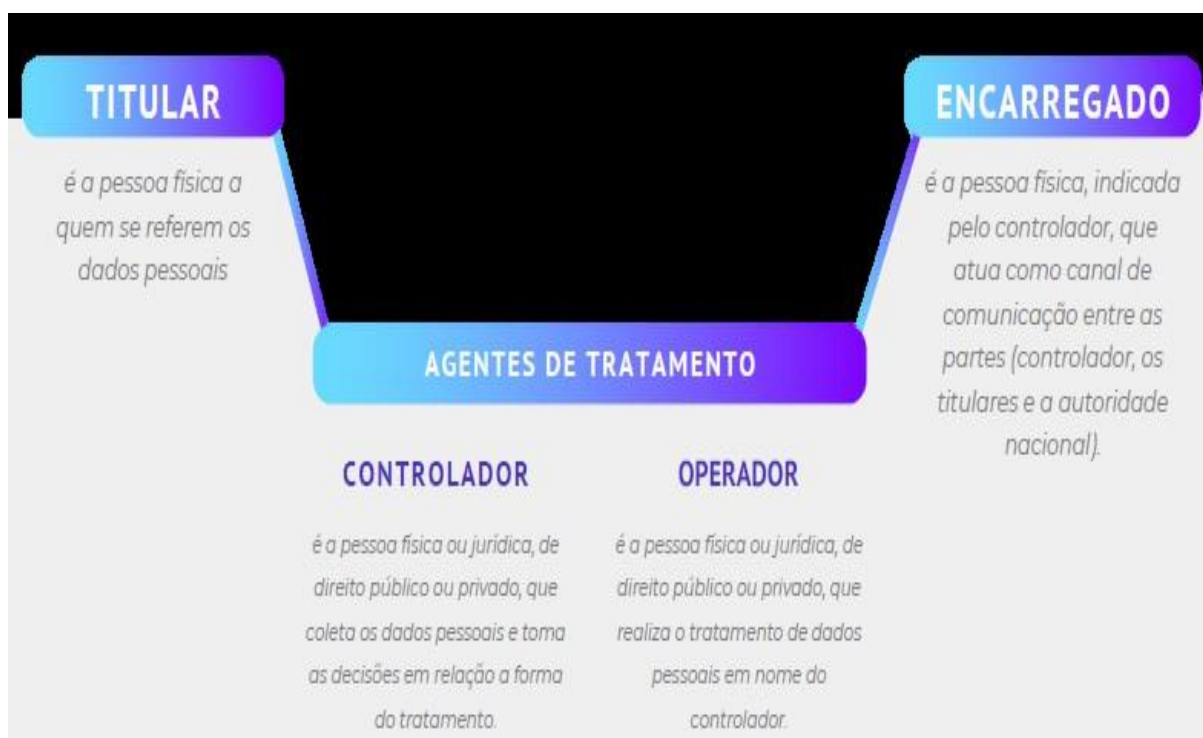 TITULAR
é a pessoa física a
quem se referem os
dados pessoais
AGENTES DE TRATAMENTO
CONTROLADOR
é a pessoa física ou jurídica, de
direito público ou privado, que
coleta os dados pessoais e toma
as decisões em relação a forma
do tratamento.
OPERADOR
é a pessoa física ou jurídica, de
direito público ou privado, que
realiza o tratamento de dados
pessoais em nome do
controlador.
ENCARREGADO
é a pessoa física, indicada
pelo controlador, que
atua como canal de
comunicação entre as
partes (controlador, os
titulares e a autoridade
nacional).